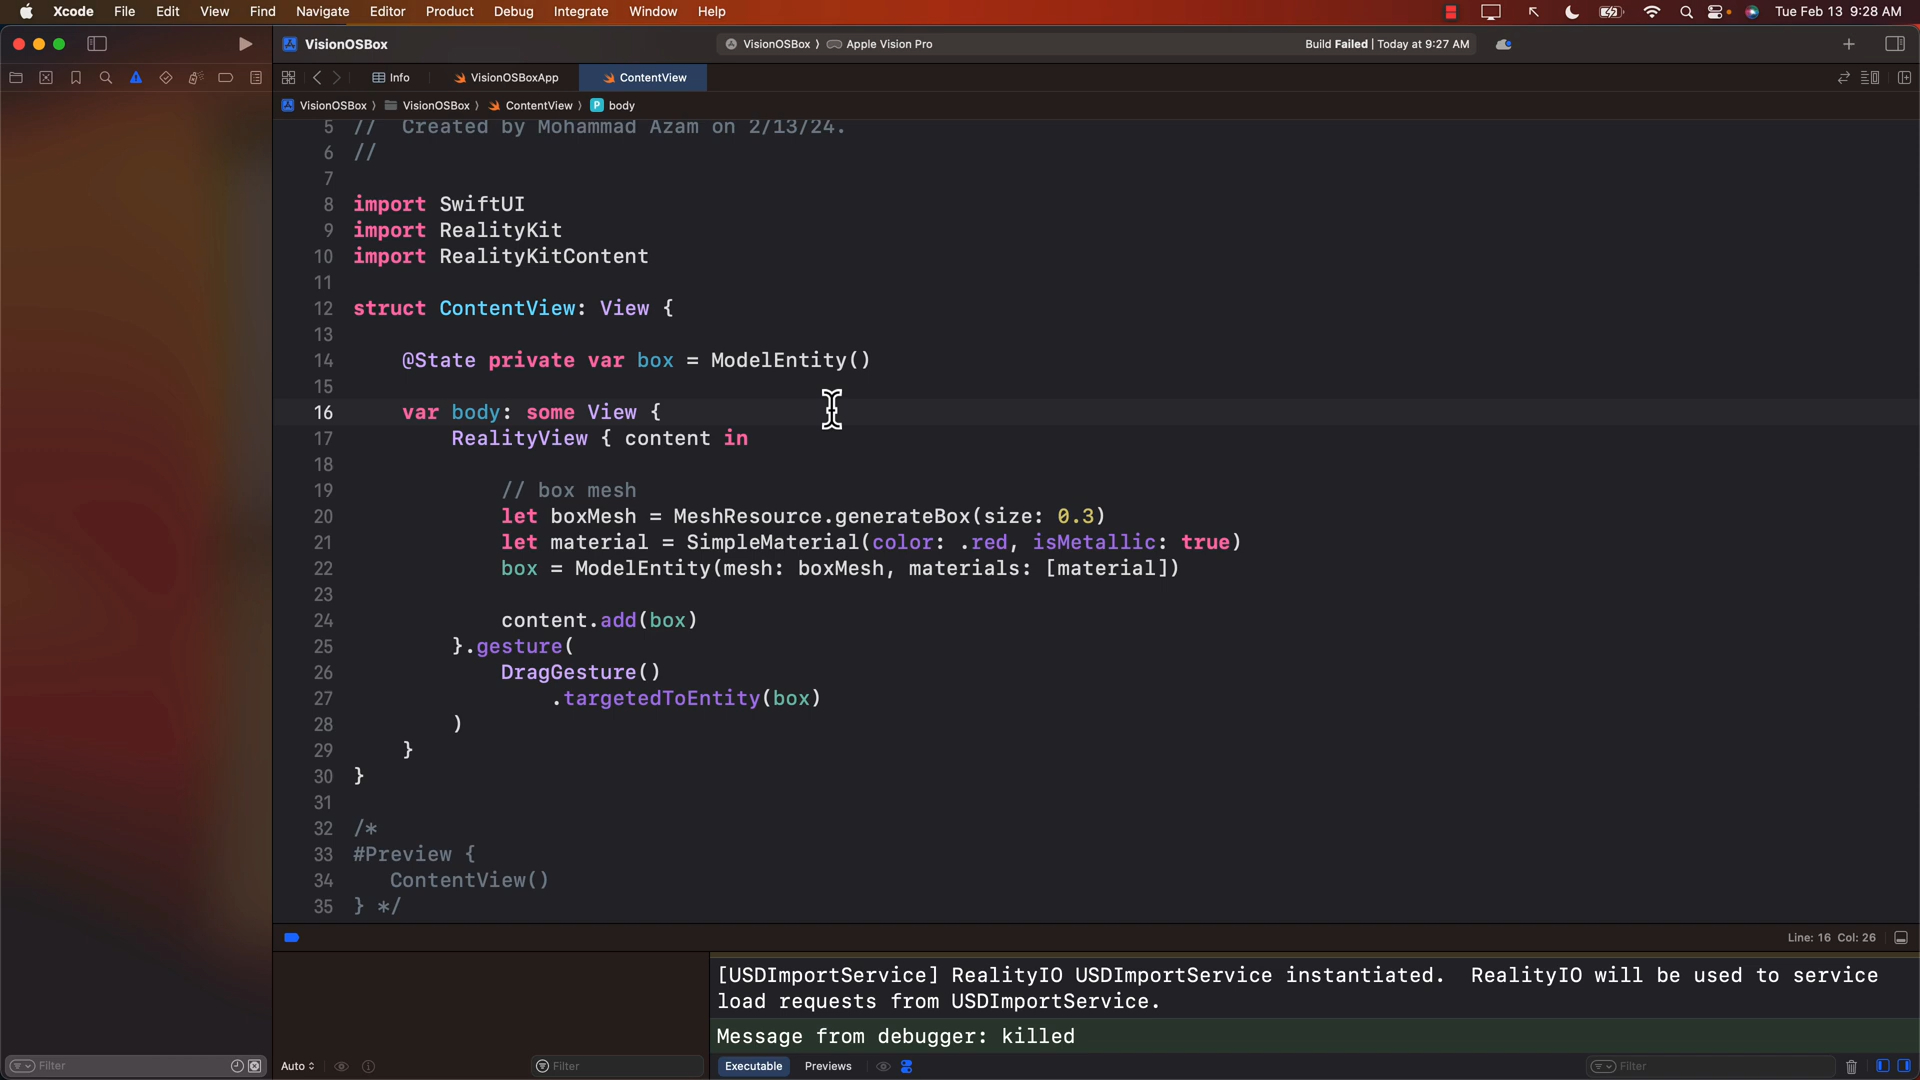 Xcode File Edit View Find Navigate Editor Product Debug Integrate Window Help Tue Feb 13 9:28 AM
VisionOSBox VisionOSBox 〉 Apple Vision Pro Build Failed | Today at 9:27 AM
Info VisionOSBoxApp ContentView
VisionOSBox 〉 VisionOSBox 〉 ContentView 〉 P body
5 //  Created by Mohammad Azam on 2/13/24.
6 //
7
8 import SwiftUI
9 import RealityKit
10 import RealityKitContent
11
12 struct ContentView: View {
13
14     @State private var box = ModelEntity()
15
16     var body: some View {
17         RealityView { content in
18
19             // box mesh
20             let boxMesh = MeshResource.generateBox(size: 0.3)
21             let material = SimpleMaterial(color: .red, isMetallic: true)
22             box = ModelEntity(mesh: boxMesh, materials: [material])
23
24             content.add(box)
25         }.gesture(
26             DragGesture()
27                 .targetedToEntity(box)
28         )
29     }
30 }
31
32 /*
33 #Preview {
34    ContentView()
35 } */
Line: 16 Col: 26
[USDImportService] RealityIO USDImportService instantiated.  RealityIO will be used to service
load requests from USDImportService.
Message from debugger: killed
Filter Auto Filter Executable Previews Filter